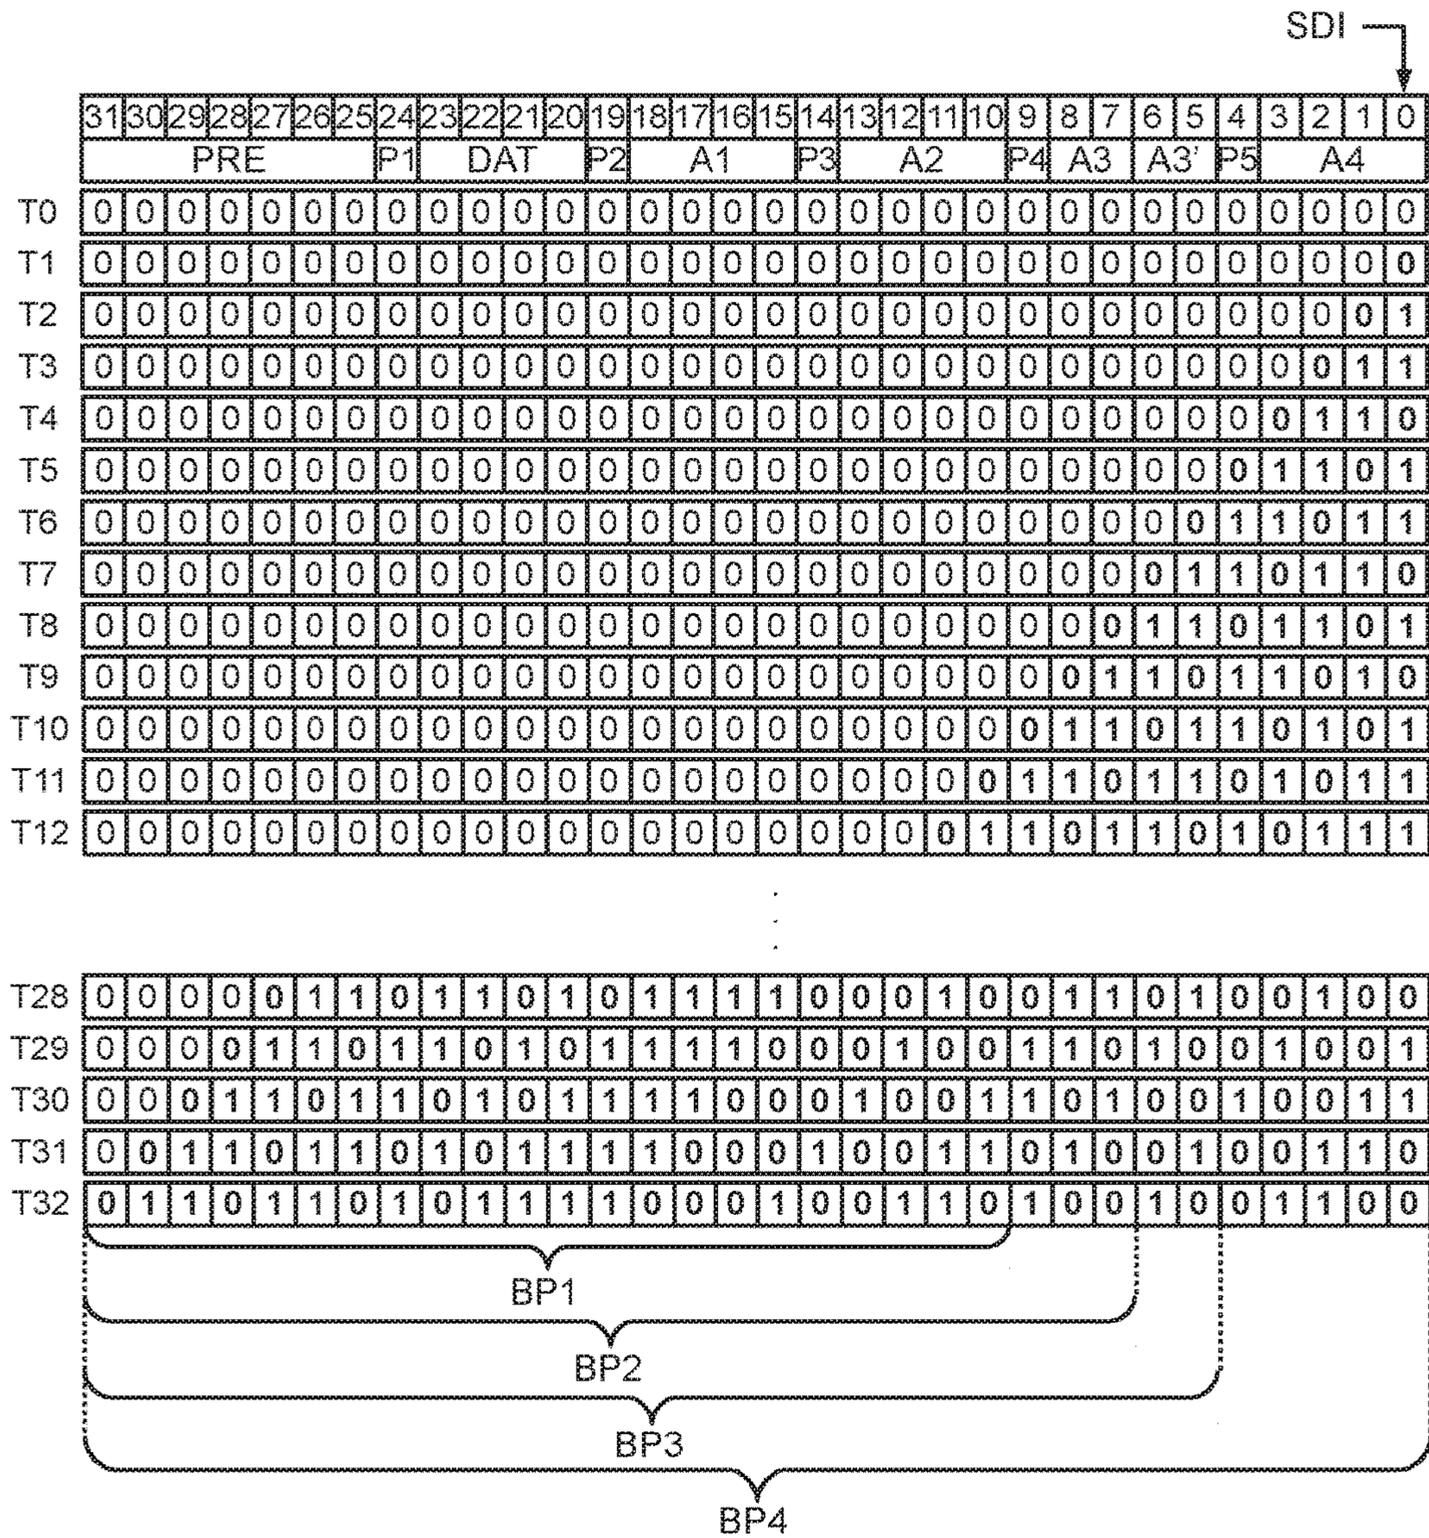 SDI
31 30 29 28 27 26 25 24 23 22 21 20 19 18 17 16 15 14 13 12 11 10 9 8 7 6 5 4 3 2 1 0
PRE P1 DAT P2 A1 P3 A2 P4 A3 A3' P5 A4
T0 0 0 0 0 0 0 0 0 0 0 0 0 0 0 0 0 0 0 0 0 0 0 0 0 0 0 0 0 0 0 0 0
T1 0 0 0 0 0 0 0 0 0 0 0 0 0 0 0 0 0 0 0 0 0 0 0 0 0 0 0 0 0 0 0 0
T2 0 0 0 0 0 0 0 0 0 0 0 0 0 0 0 0 0 0 0 0 0 0 0 0 0 0 0 0 0 0 0 1
T3 0 0 0 0 0 0 0 0 0 0 0 0 0 0 0 0 0 0 0 0 0 0 0 0 0 0 0 0 0 0 1 1
T4 0 0 0 0 0 0 0 0 0 0 0 0 0 0 0 0 0 0 0 0 0 0 0 0 0 0 0 0 0 1 1 0
T5 0 0 0 0 0 0 0 0 0 0 0 0 0 0 0 0 0 0 0 0 0 0 0 0 0 0 0 0 1 1 0 1
T6 0 0 0 0 0 0 0 0 0 0 0 0 0 0 0 0 0 0 0 0 0 0 0 0 0 0 0 1 1 0 1 1
T7 0 0 0 0 0 0 0 0 0 0 0 0 0 0 0 0 0 0 0 0 0 0 0 0 0 0 1 1 0 1 1 0
T8 0 0 0 0 0 0 0 0 0 0 0 0 0 0 0 0 0 0 0 0 0 0 0 0 0 1 1 0 1 1 0 1
T9 0 0 0 0 0 0 0 0 0 0 0 0 0 0 0 0 0 0 0 0 0 0 0 0 1 1 0 1 1 0 1 0
T10 0 0 0 0 0 0 0 0 0 0 0 0 0 0 0 0 0 0 0 0 0 0 0 1 1 0 1 1 0 1 0 1
T11 0 0 0 0 0 0 0 0 0 0 0 0 0 0 0 0 0 0 0 0 0 0 1 1 0 1 1 0 1 0 1 1
T12 0 0 0 0 0 0 0 0 0 0 0 0 0 0 0 0 0 0 0 0 0 1 1 0 1 1 0 1 0 1 1 1
T28 0 0 0 0 0 1 1 0 1 1 0 1 0 1 1 1 1 0 0 0 1 0 0 1 1 0 1 0 0 1 0 0
T29 0 0 0 0 1 1 0 1 1 0 1 0 1 1 1 1 0 0 0 1 0 0 1 1 0 1 0 0 1 0 0 1
T30 0 0 0 1 1 0 1 1 0 1 0 1 1 1 1 0 0 0 1 0 0 1 1 0 1 0 0 1 0 0 1 1
T31 0 0 1 1 0 1 1 0 1 0 1 1 1 1 0 0 0 1 0 0 1 1 0 1 0 0 1 0 0 1 1 0
T32 0 1 1 0 1 1 0 1 0 1 1 1 1 0 0 0 1 0 0 1 1 0 1 0 0 1 0 0 1 1 0 0
BP1
BP2
BP3
BP4